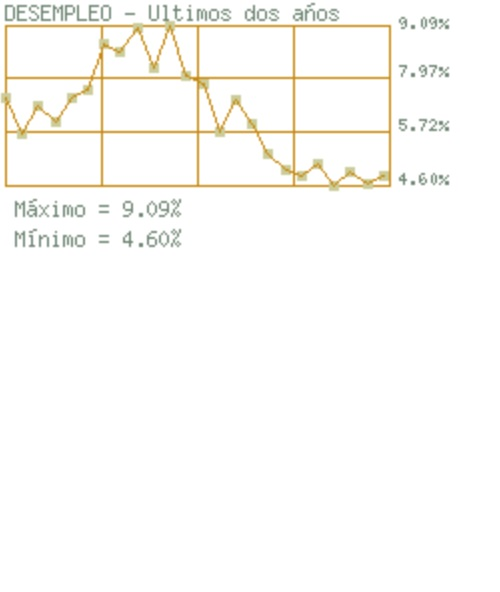 DESEMPLEO - Ultimos dos años
9.09%
7.97%
5.72%
4.60%
Máximo = 9.09%
Mínimo = 4.60%